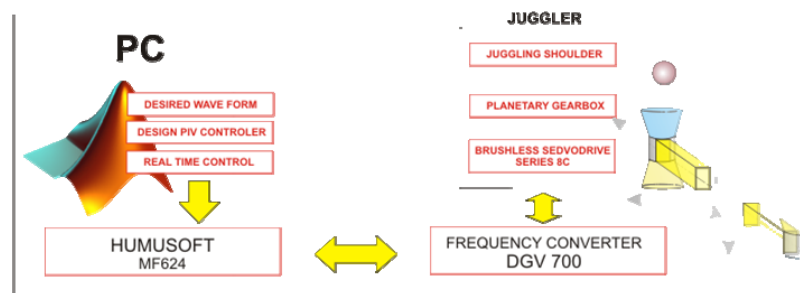 PC
DESIRED WAVE FORM
DESIGN PIV CONTROLER
REAL TIME CONTROL
HUMUSOFT
MF624
JUGGLER
JUGGLING SHOULDER
PLANETARY GEARBOX
BRUSHLESS SEDVODRIVE
SERIES 8C
FREQUENCY CONVERTER
DGV 700